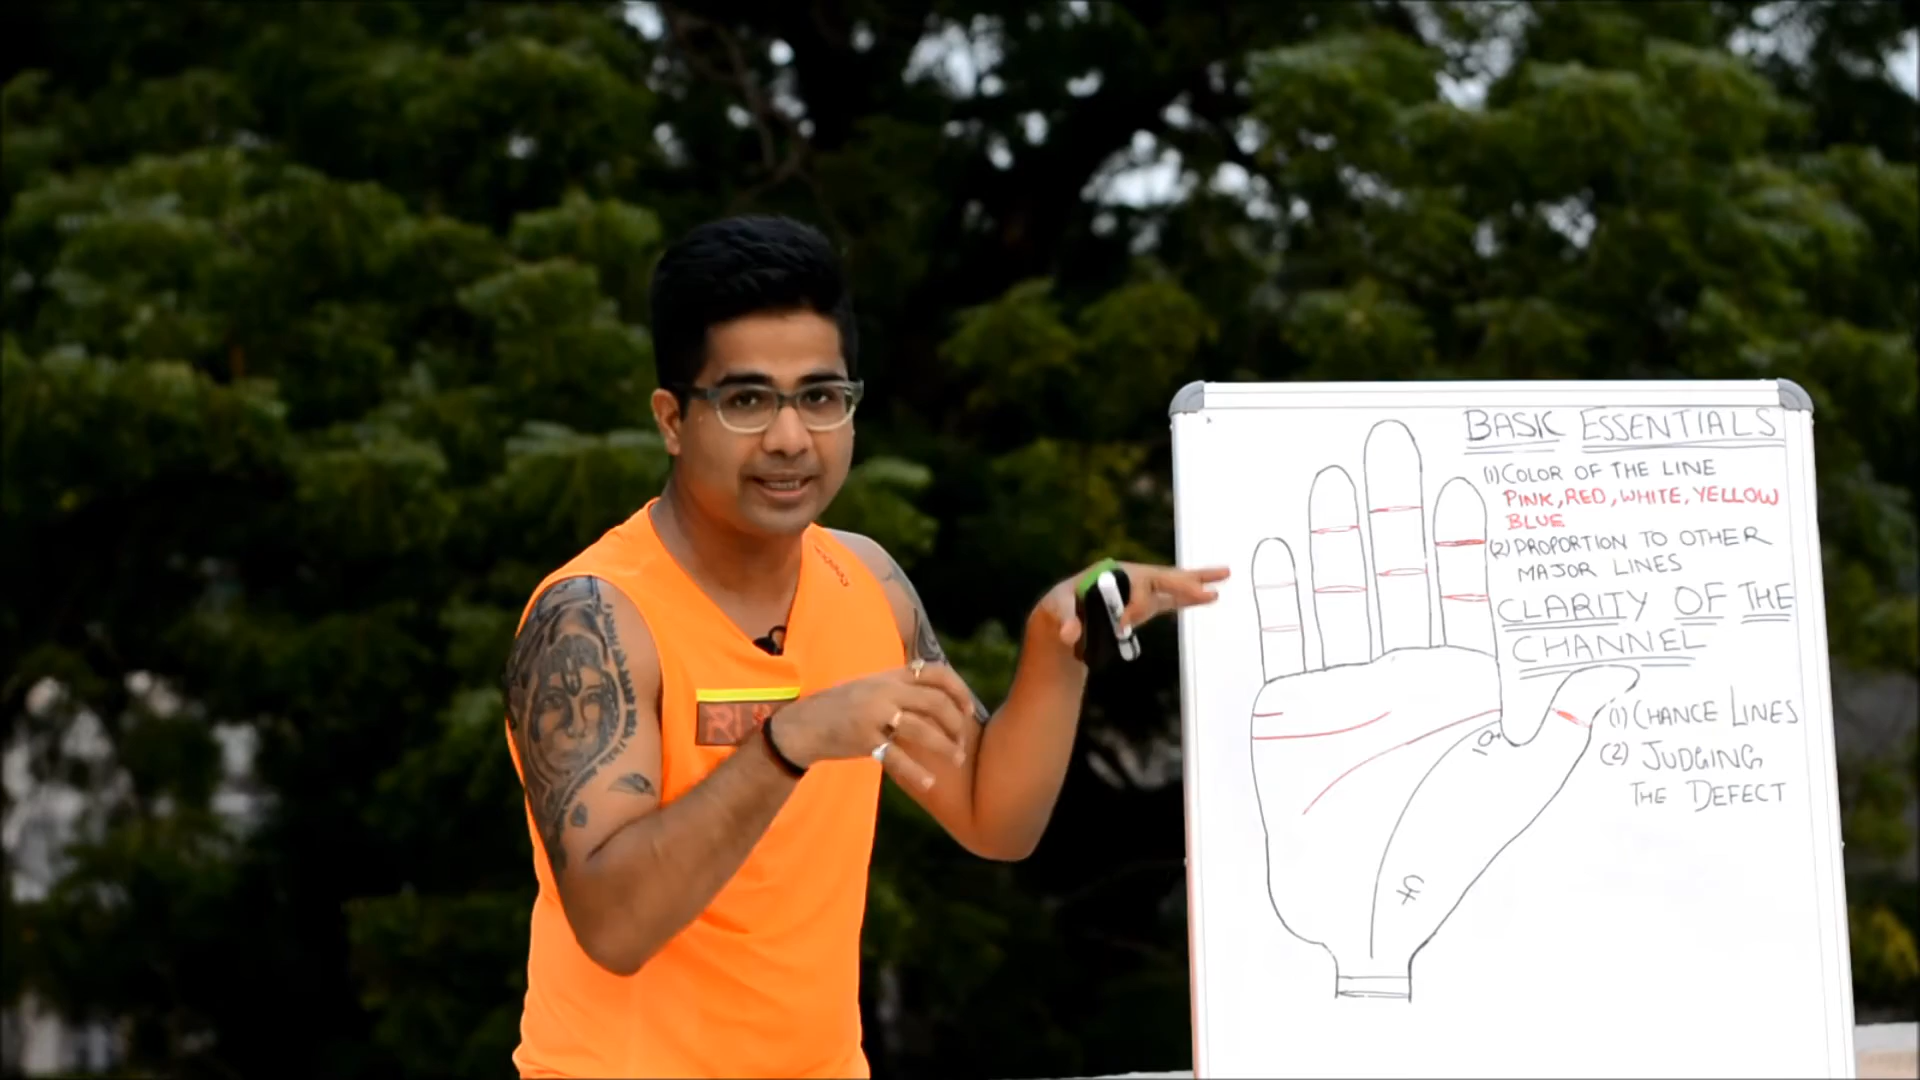 BASIC ESSENTIALS
(1) COLOR OF THE LINE
PINK, RED, WHITE, YELLOW
BLUE
(2) PROPORTION TO OTHER
MAJOR LINES
CLARITY OF THE
CHANNEL
(1) CHANCE LINES
(2) JUDGING
THE DEFECT